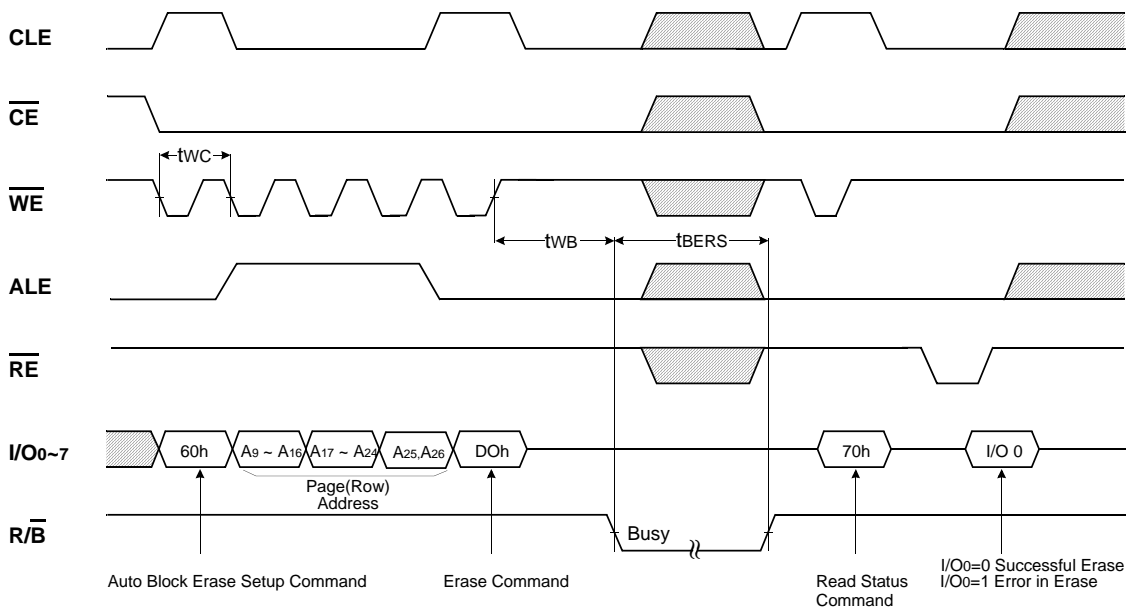 CLE
CE
tWC
WE
tWB
tBERS
ALE
RE
I/O0~7
60h
A9 ~ A16
A17 ~ A24
A25,A26
DOh
70h
I/O 0
Page(Row)
Address
R/B
Busy
Auto Block Erase Setup Command
Erase Command
Read Status
Command
I/O0=0 Successful Erase
I/O0=1 Error in Erase